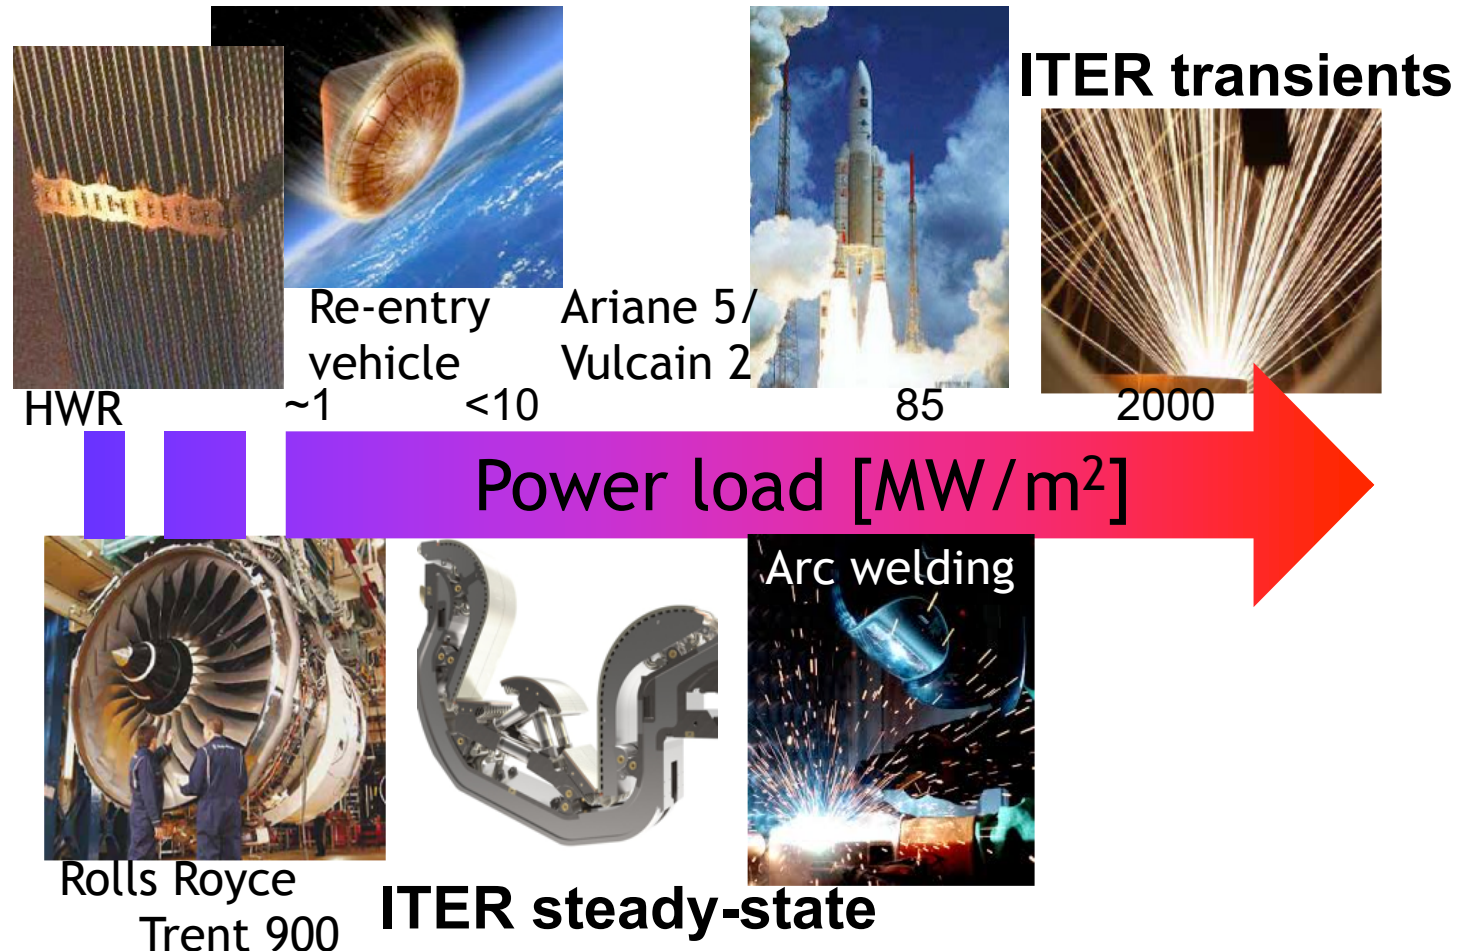 ITER transients
Re-entry
vehicle
Ariane 5/
Vulcain 2
HWR
~1
<10
85
2000
Power load [MW/m²]
Arc welding
Rolls Royce
Trent 900
ITER steady-state